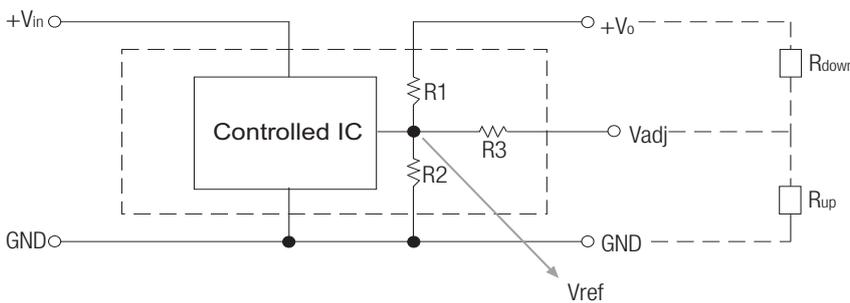 +Vin
+Vo
Rdown
R1
Controlled IC
Vadj
R3
R2
Rup
GND
GND
Vref